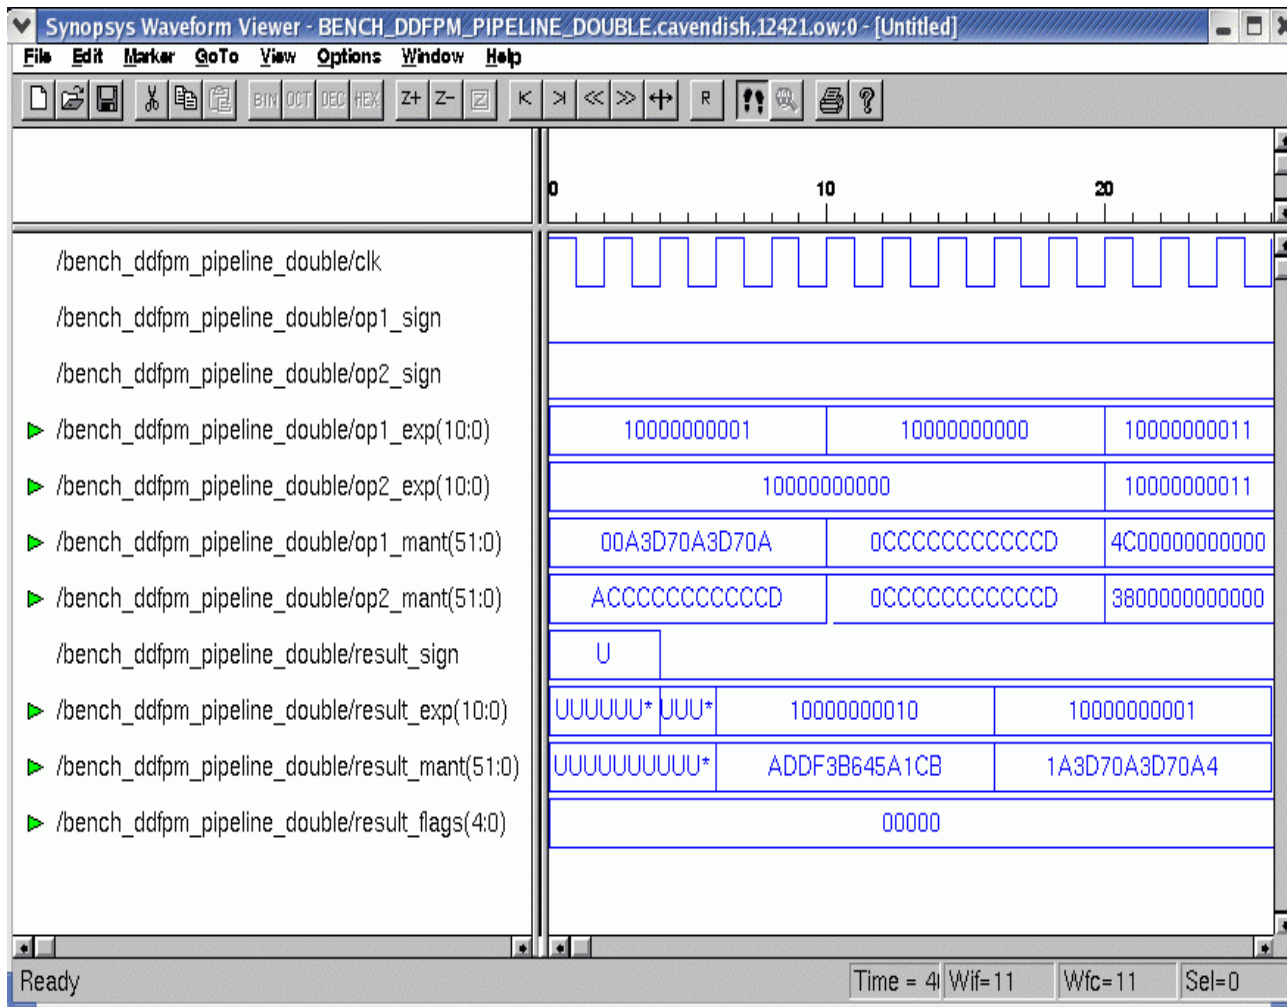 Synopsys Waveform Viewer - BENCH_DDFPM_PIPELINE_DOUBLE.cavendish.12421.ow:0 - [Untitled]
File Edit Marker GoTo View Options Window Help
BIN OCT DEC HEX Z+ Z- Z R
0 10 20
/bench_ddfpm_pipeline_double/clk
/bench_ddfpm_pipeline_double/op1_sign
/bench_ddfpm_pipeline_double/op2_sign
/bench_ddfpm_pipeline_double/op1_exp(10:0) 10000000001 10000000000 10000000011
/bench_ddfpm_pipeline_double/op2_exp(10:0) 10000000000 10000000011
/bench_ddfpm_pipeline_double/op1_mant(51:0) 00A3D70A3D70A 0CCCCCCCCCCCD 4C00000000000
/bench_ddfpm_pipeline_double/op2_mant(51:0) ACCCCCCCCCCCD 0CCCCCCCCCCCD 3800000000000
/bench_ddfpm_pipeline_double/result_sign U
/bench_ddfpm_pipeline_double/result_exp(10:0) UUUUUU* UUU* 10000000010 10000000001
/bench_ddfpm_pipeline_double/result_mant(51:0) UUUUUUUUUU* ADDF3B645A1CB 1A3D70A3D70A4
/bench_ddfpm_pipeline_double/result_flags(4:0) 00000
Ready Time = 4 Wif=11 Wfc=11 Sel=0